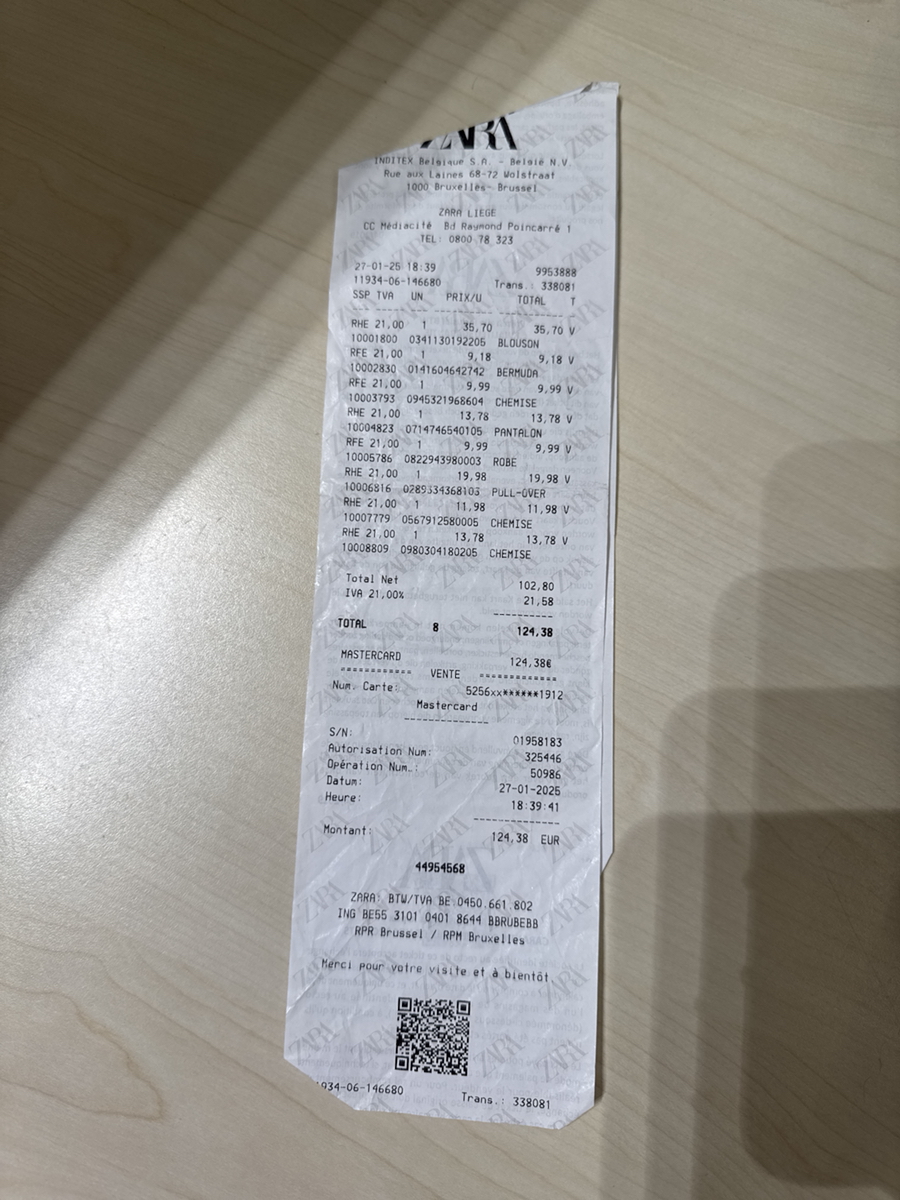 ZARA
INDITEX Belgique S.A. - België N.V.
Rue aux Laines 68-72 Wolstraat
1000 Bruxelles- Brussel
ZARA LIEGE
CC Médiacité Bd Raymond Poincarré 1
TEL: 0800 78 323
27-01-25 18:39 9953888
11934-06-146680 Trans.: 338081
SSP TVA UN PRIX/U TOTAL T
RHE 21,00 1 35,70 35,70 V
10001800 0341130192205 BLOUSON
RFE 21,00 1 9,18 9,18 V
10002830 0141604642742 BERMUDA
RFE 21,00 1 9,99 9,99 V
10003793 0945321968604 CHEMISE
RHE 21,00 1 13,78 13,78 V
10004823 0714746540105 PANTALON
RFE 21,00 1 9,99 9,99 V
10005786 0822943980003 ROBE
RHE 21,00 1 19,98 19,98 V
10006816 0289334368103 PULL-OVER
RHE 21,00 1 11,98 11,98 V
10007779 0567912580005 CHEMISE
RHE 21,00 1 13,78 13,78 V
10008809 0980304180205 CHEMISE
Total Net 102,80
IVA 21,00% 21,58
TOTAL 8 124,38
MASTERCARD 124,38€
============ VENTE =============
Num. Carte: 5256xx******1912
Mastercard
S/N: 01958183
Autorisation Num: 325446
Opération Num.: 50986
Datum: 27-01-2025
Heure: 18:39:41
Montant: 124,38 EUR
44954568
ZARA: BTW/TVA BE 0450.661.802
ING BE55 3101 0401 8644 BBRUBEBB
RPR Brussel / RPM Bruxelles
Merci pour votre visite et à bientôt
934-06-146680 Trans.: 338081